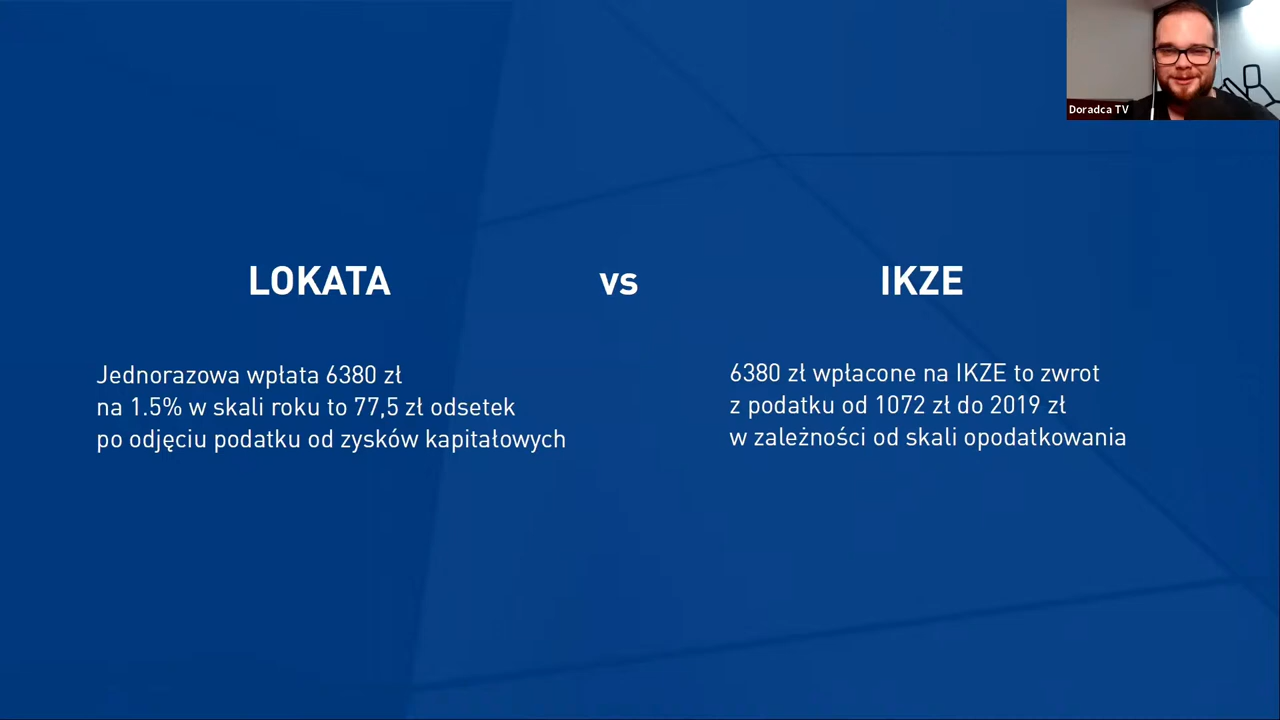 Doradca TV
LOKATA vs IKZE
Jednorazowa wpłata 6380 zł
na 1.5% w skali roku to 77,5 zł odsetek
po odjęciu podatku od zysków kapitałowych
6380 zł wpłacone na IKZE to zwrot
z podatku od 1072 zł do 2019 zł
w zależności od skali opodatkowania